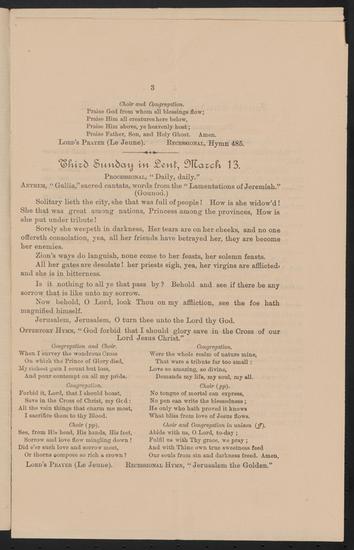 3
Choir and Congregation.
Praise God from whom all blessings flow;
Praise Him all creatures here below,
Praise Him above, ye heavenly host;
Praise Father, Son, and Holy Ghost. Amen.
LORD'S PRAYER (Le Jeune). RECESSIONAL, Hymn 485.
Third Sunday in Lent, March 13.
PROCESSIONAL, "Daily, daily."
ANTHEM, "Gallia," sacred cantata, words from the "Lamentations of Jeremiah."
(Gounod.)
Solitary lieth the city, she that was full of people! How is she widow'd!
She that was great among nations, Princess among the provinces, How is
she put under tribute!
Sorely she weepeth in darkness, Her tears are on her cheeks, and no one
offereth consolation, yea, all her friends have betrayed her, they are become
her enemies.
Zion's ways do languish, none come to her feasts, her solemn feasts.
All her gates are desolate! her priests sigh, yea, her virgins are afflicted,
and she is in bitterness.
Is it nothing to all ye that pass by? Behold and see if there be any
sorrow that is like unto my sorrow.
Now behold, O Lord, look Thou on my affliction, see the foe hath
magnified himself.
Jerusalem, Jerusalem, O turn thee unto the Lord thy God.
OFFERTORY HYMN, "God forbid that I should glory save in the Cross of our
Lord Jesus Christ."
Congregation and Choir.
When I survey the wondrous Cross
On which the Prince of Glory died,
My richest gain I count but loss,
And pour contempt on all my pride.
Congregation.
Forbid it, Lord, that I should boast,
Save in the Cross of Christ, my God:
All the vain things that charm me most,
I sacrifice them to thy Blood.
Choir (pp).
See, from His head, His hands, His feet,
Sorrow and love flow mingling down!
Did e'er such love and sorrow meet,
Or thorns compose so rich a crown?
Congregation.
Were the whole realm of nature mine,
That were a tribute far too small:
Love so amazing, so divine,
Demands my life, my soul, my all.
Choir (pp).
No tongue of mortal can express,
No pen can write the blessedness;
He only who hath proved it knows
What bliss from love of Jesus flows.
Choir and Congregation in unison (ff).
Abide with us, O Lord, to-day;
Fulfil us with Thy grace, we pray;
And with Thine own true sweetness feed
Our souls from sin and darkness freed. Amen.
LORD'S PRAYER (Le Jeune). RECESSIONAL HYMN, "Jerusalem the Golden."